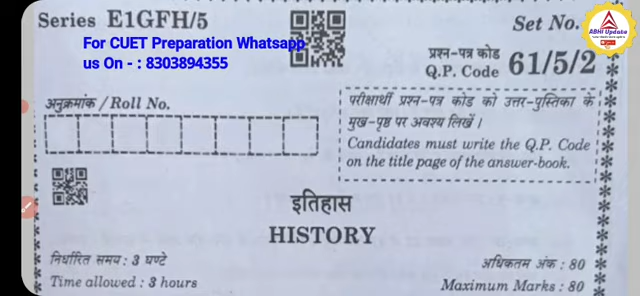 Series E1GFH/5
Set No.
ABHI Update
For CUET Preparation Whatsapp
us On - : 8303894355
प्रश्न-पत्र कोड
Q.P. Code 61/5/2
अनुक्रमांक / Roll No.
परीक्षार्थी प्रश्न-पत्र कोड को उत्तर-पुस्तिका के
मुख-पृष्ठ पर अवश्य लिखें ।
Candidates must write the Q.P. Code
on the title page of the answer-book.
इतिहास
HISTORY
निर्धारित समय : 3 घण्टे
अधिकतम अंक : 80
Time allowed : 3 hours
Maximum Marks : 80